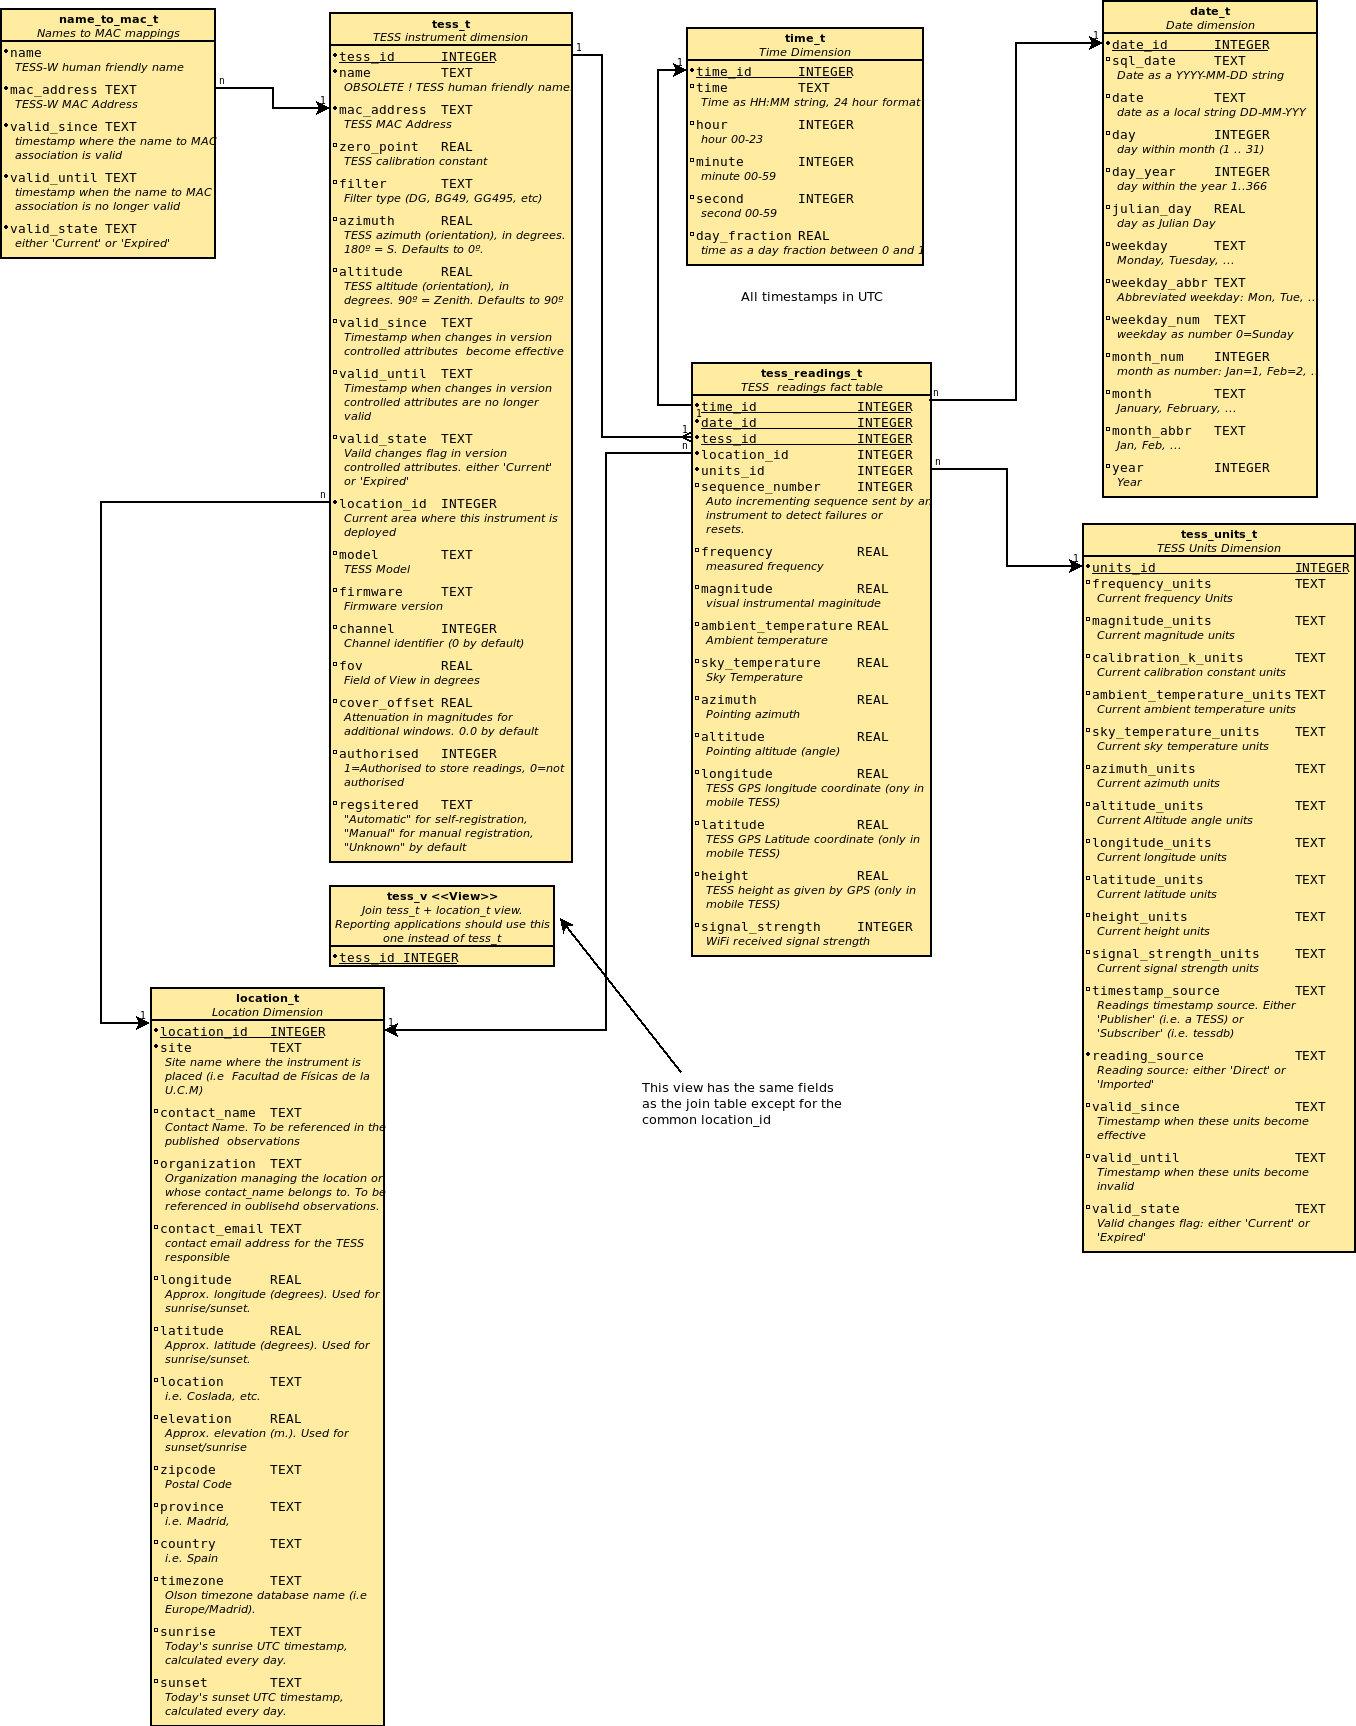 name_to_mac_t
Names to MAC mappings
name
TESS-W human friendly name
mac_address TEXT
TESS-W MAC Address
valid_since TEXT
timestamp where the name to MAC
association is valid
valid_until TEXT
timestamp when the name to MAC
association is no longer valid
valid_state TEXT
either 'Current' or 'Expired'
n
1
tess_t
TESS instrument dimension
tess_id INTEGER
name TEXT
OBSOLETE ! TESS human friendly name.
mac_address TEXT
TESS MAC Address
zero_point REAL
TESS calibration constant
filter TEXT
Filter type (DG, BG49, GG495, etc)
azimuth REAL
TESS azimuth (orientation), in degrees.
180º = S. Defaults to 0º.
altitude REAL
TESS altitude (orientation), in
degrees. 90º = Zenith. Defaults to 90º
valid_since TEXT
Timestamp when changes in version
controlled attributes  become effective
valid_until TEXT
Timestamp when changes in version
controlled attributes are no longer
valid
valid_state TEXT
Vaild changes flag in version
controlled attributes. either 'Current'
or 'Expired'
location_id INTEGER
Current area where this instrument is
deployed
model TEXT
TESS Model
firmware TEXT
Firmware version
channel INTEGER
Channel identifier (0 by default)
fov REAL
Field of View in degrees
cover_offset REAL
Attenuation in magnitudes for
additional windows. 0.0 by default
authorised INTEGER
1=Authorised to store readings, 0=not
authorised
regsitered TEXT
"Automatic" for self-registration,
"Manual" for manual registration,
"Unknown" by default
1
1
n
1
time_t
Time Dimension
time_id INTEGER
time TEXT
Time as HH:MM string, 24 hour format
hour INTEGER
hour 00-23
minute INTEGER
minute 00-59
second INTEGER
second 00-59
day_fraction REAL
time as a day fraction between 0 and 1
1
All timestamps in UTC
date_t
Date dimension
date_id INTEGER
sql_date TEXT
Date as a YYYY-MM-DD string
date TEXT
date as a local string DD-MM-YYY
day INTEGER
day within month (1 .. 31)
day_year INTEGER
day within the year 1..366
julian_day REAL
day as Julian Day
weekday TEXT
Monday, Tuesday, ...
weekday_abbr TEXT
Abbreviated weekday: Mon, Tue, ..
weekday_num TEXT
weekday as number 0=Sunday
month_num INTEGER
month as number: Jan=1, Feb=2, .
month TEXT
January, February, ...
month_abbr TEXT
Jan, Feb, ...
year INTEGER
Year
1
n
tess_readings_t
TESS  readings fact table
time_id INTEGER
1
date_id INTEGER
tess_id INTEGER
location_id INTEGER
units_id INTEGER
sequence_number INTEGER
Auto incrementing sequence sent by an
instrument to detect failures or
resets.
frequency REAL
measured frequency
magnitude REAL
visual instrumental maginitude
ambient_temperature REAL
Ambient temperature
sky_temperature REAL
Sky Temperature
azimuth REAL
Pointing azimuth
altitude REAL
Pointing altitude (angle)
longitude REAL
TESS GPS longitude coordinate (ony in
mobile TESS)
latitude REAL
TESS GPS Latitude coordinate (only in
mobile TESS)
height REAL
TESS height as given by GPS (only in
mobile TESS)
signal_strength INTEGER
WiFi received signal strength
n
1
n
1
tess_units_t
TESS Units Dimension
units_id INTEGER
frequency_units TEXT
Current frequency Units
magnitude_units TEXT
Current magnitude units
calibration_k_units TEXT
Current calibration constant units
ambient_temperature_units TEXT
Current ambient temperature units
sky_temperature_units TEXT
Current sky temperature units
azimuth_units TEXT
Current azimuth units
altitude_units TEXT
Current Altitude angle units
longitude_units TEXT
Current longitude units
latitude_units TEXT
Current latitude units
height_units TEXT
Current height units
signal_strength_units TEXT
Current signal strength units
timestamp_source TEXT
Readings timestamp source. Either
'Publisher' (i.e. a TESS) or
'Subscriber' (i.e. tessdb)
reading_source TEXT
Reading source: either 'Direct' or
'Imported'
valid_since TEXT
Timestamp when these units become
effective
valid_until TEXT
Timestamp when these units become
invalid
valid_state TEXT
Valid changes flag: either 'Current' or
'Expired'
tess_v <<View>>
Join tess_t + location_t view.
Reporting applications should use this
one instead of tess_t
tess_id INTEGER
This view has the same fields
as the join table except for the
common location_id
location_t
Location Dimension
location_id INTEGER
site TEXT
Site name where the instrument is
placed (i.e  Facultad de Físicas de la
U.C.M)
contact_name TEXT
Contact Name. To be referenced in the
published  observations
organization TEXT
Organization managing the location or
whose contact_name belongs to. To be
referenced in oublisehd observations.
contact_email TEXT
contact email address for the TESS
responsible
longitude REAL
Approx. longitude (degrees). Used for
sunrise/sunset.
latitude REAL
Approx. latitude (degrees). Used for
sunrise/sunset.
location TEXT
i.e. Coslada, etc.
elevation REAL
Approx. elevation (m.). Used for
sunset/sunrise
zipcode TEXT
Postal Code
province TEXT
i.e. Madrid,
country TEXT
i.e. Spain
timezone TEXT
Olson timezone database name (i.e
Europe/Madrid).
sunrise TEXT
Today's sunrise UTC timestamp,
calculated every day.
sunset TEXT
Today's sunset UTC timestamp,
calculated every day.